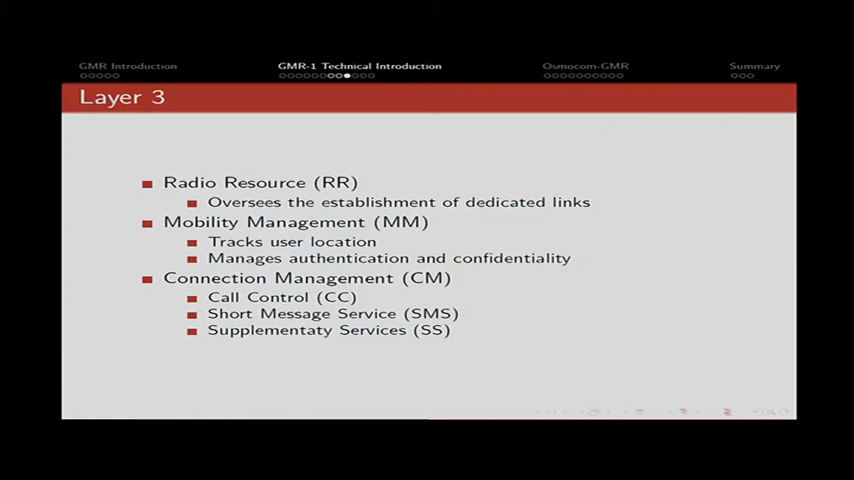 GMR Introduction
GMR-1 Technical Introduction
Osmocom-GMR
Summary
Layer 3
Radio Resource (RR)
Oversees the establishment of dedicated links
Mobility Management (MM)
Tracks user location
Manages authentication and confidentiality
Connection Management (CM)
Call Control (CC)
Short Message Service (SMS)
Supplementaty Services (SS)